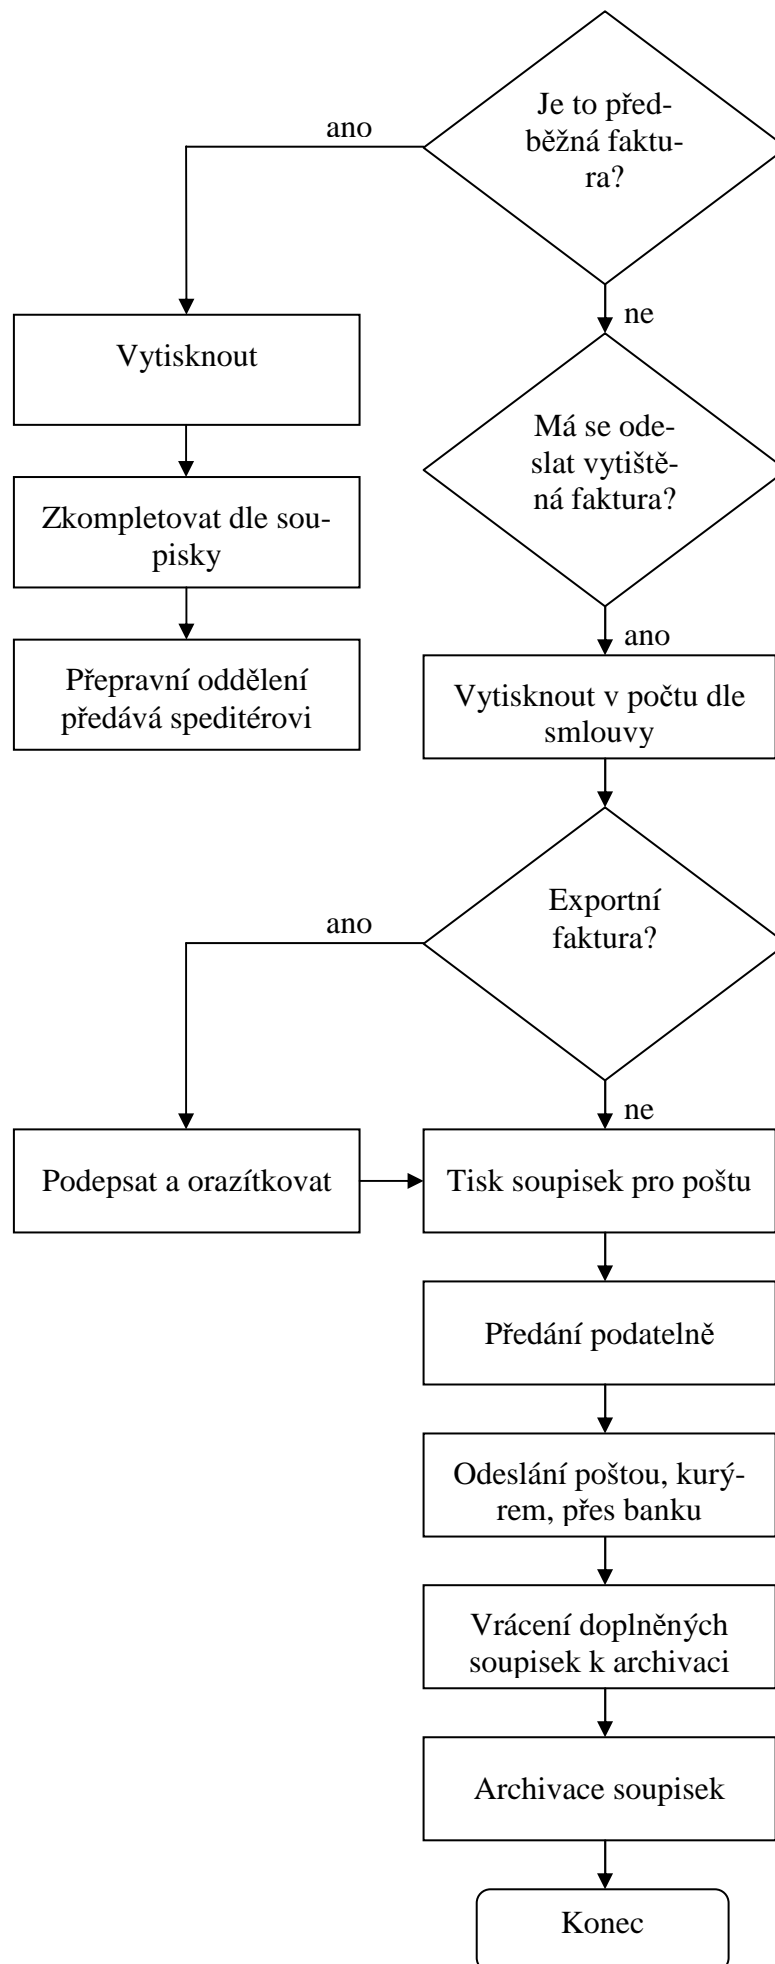 Je to před-
běžná faktu-
ra?
ano
ne
Vytisknout
Má se ode-
slat vytiště-
ná faktura?
Zkompletovat dle sou-
pisky
ano
Přepravní oddělení
předává speditérovi
Vytisknout v počtu dle
smlouvy
Exportní
faktura?
ano
ne
Podepsat a orazítkovat
Tisk soupisek pro poštu
Předání podatelně
Odeslání poštou, kurý-
rem, přes banku
Vrácení doplněných
soupisek k archivaci
Archivace soupisek
Konec